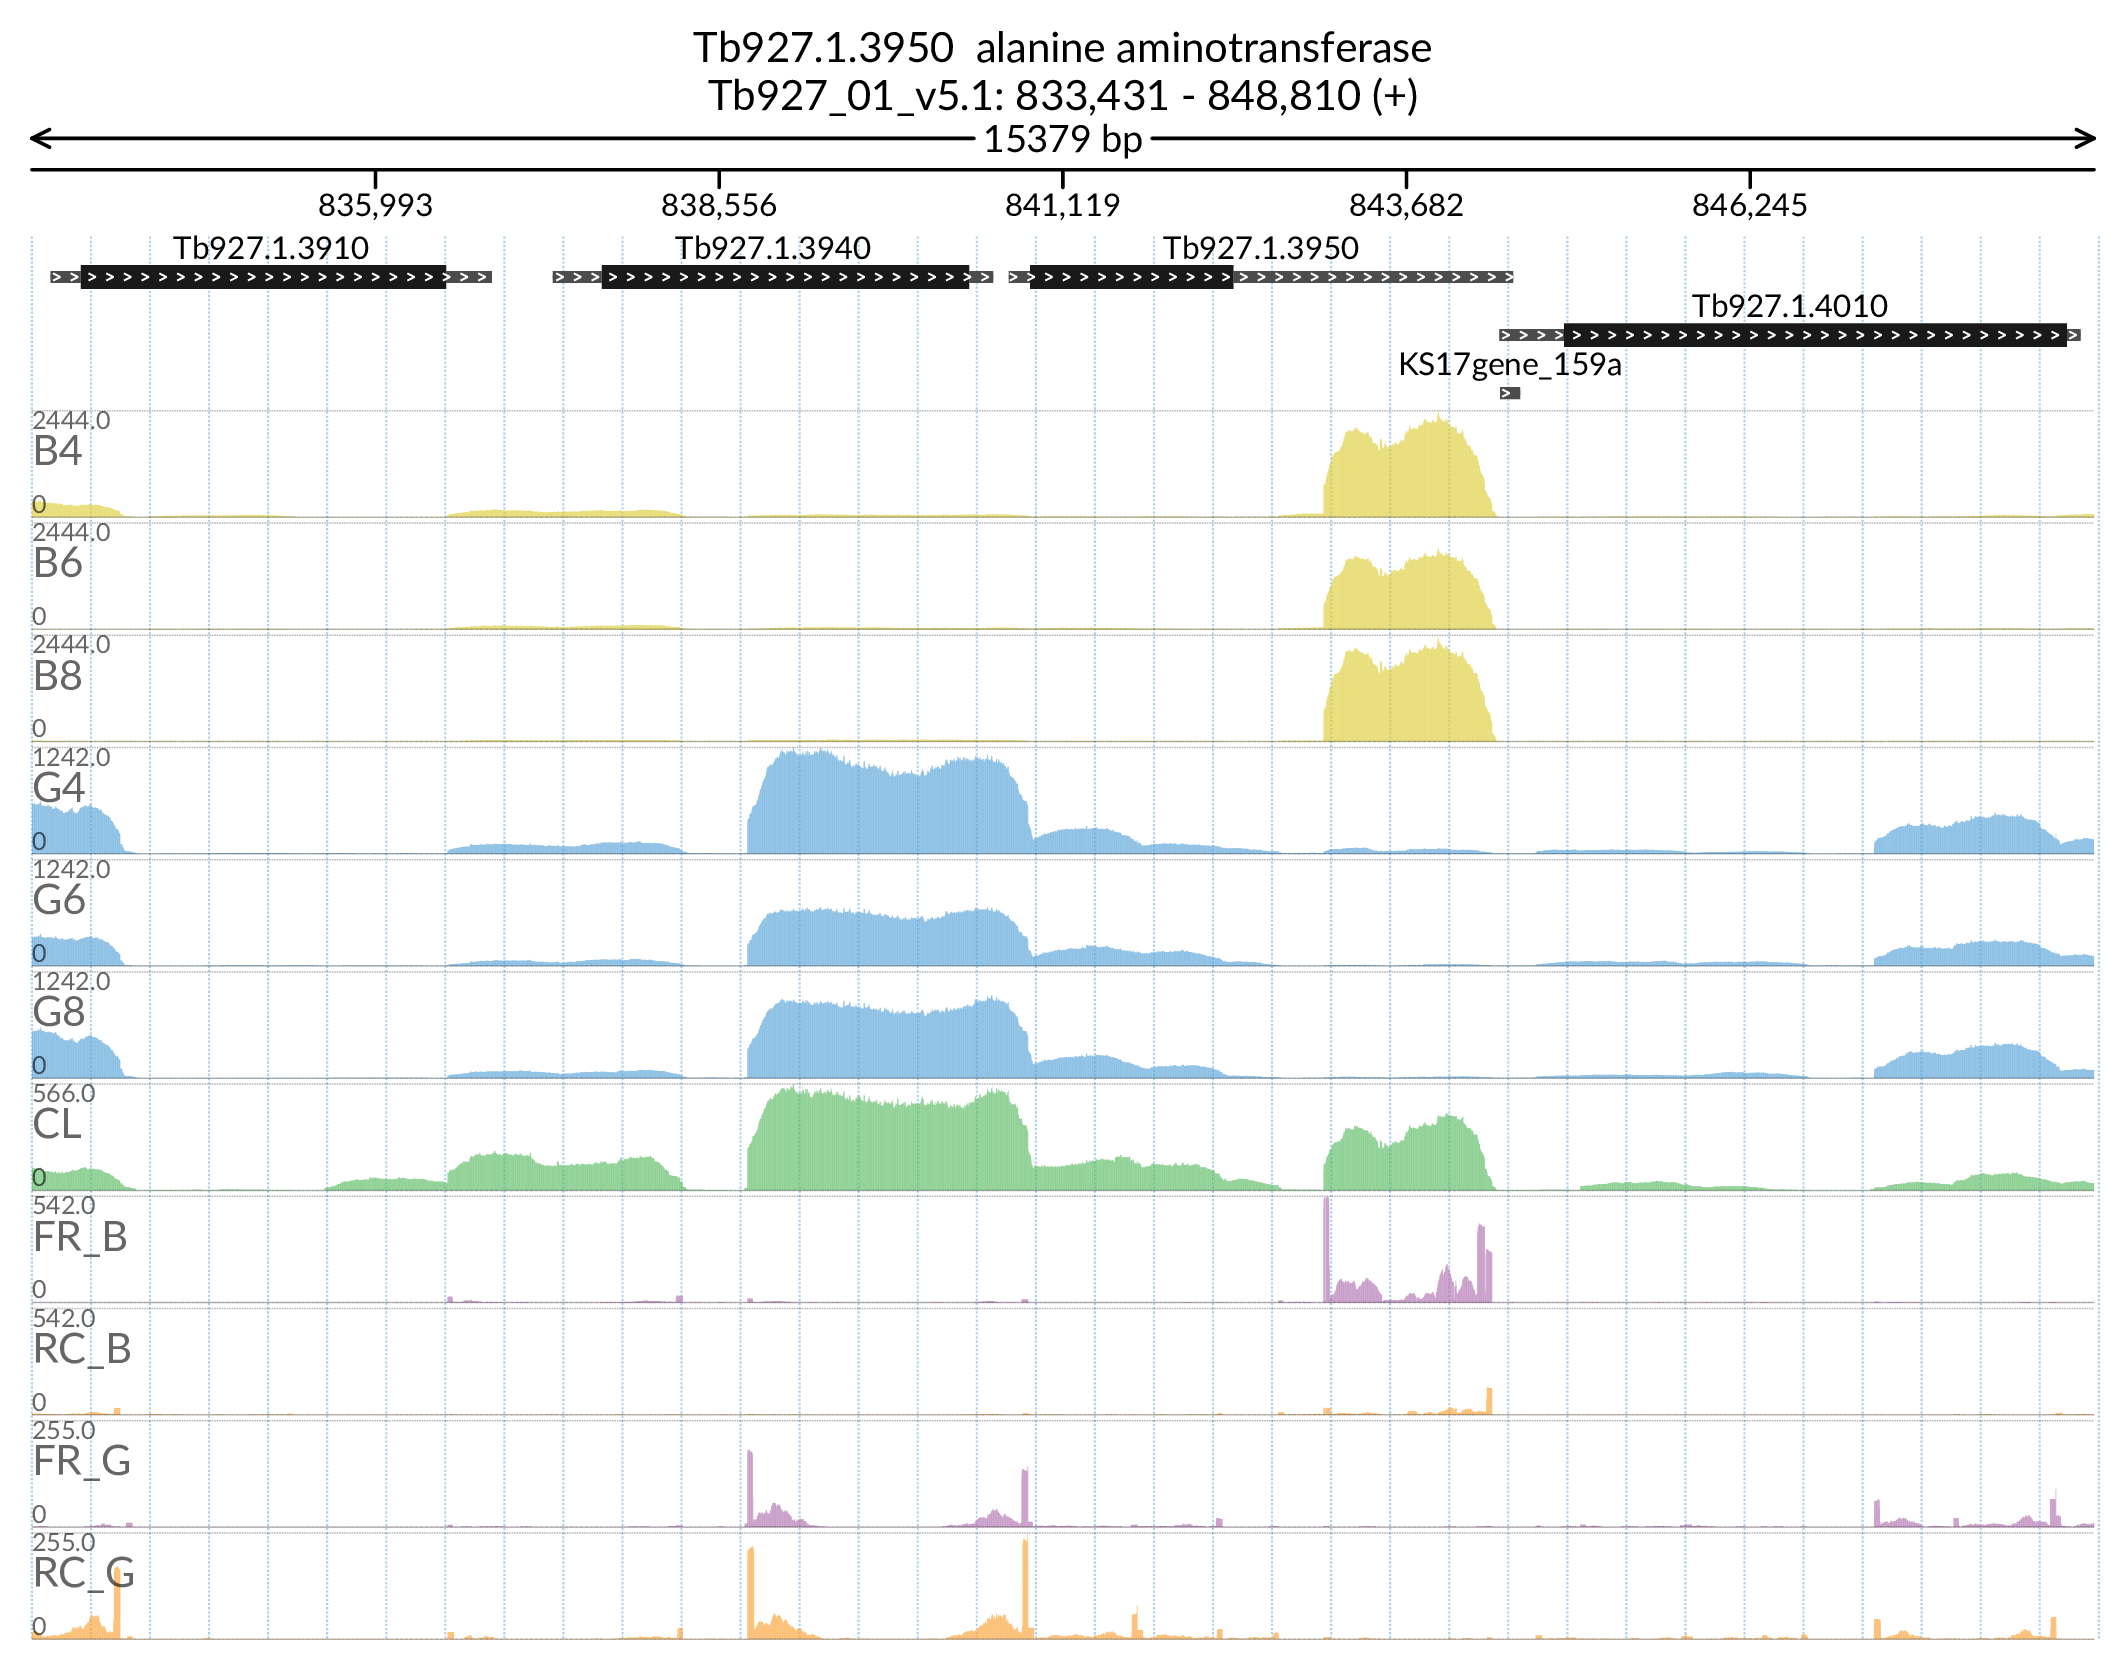 Tb927.1.3950 alanine aminotransferase
Tb927_01_v5.1: 833,431 - 848,810 (+)
15379 bp
835,993 838,556 841,119 843,682 846,245
Tb927.1.3910 Tb927.1.3940 Tb927.1.3950
Tb927.1.4010
KS17gene_159a
2444.0
B4
0
2444.0
B6
0
2444.0
B8
0
1242.0
G4
0
1242.0
G6
0
1242.0
G8
0
566.0
CL
0
542.0
FR_B
0
542.0
RC_B
0
255.0
FR_G
0
255.0
RC_G
0